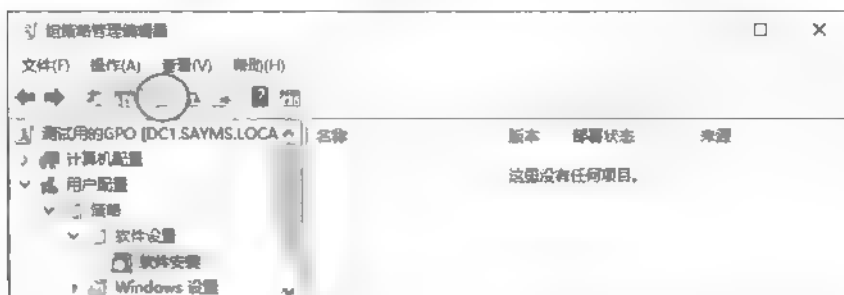 组策略管理编辑器
文件(F) 操作(A) 查看(V) 帮助(H)
测试用的GPO [DC1.SAYMS.LOCA
名称 版本 部署状态 来源
计算机配置
这里没有任何项目。
用户配置
策略
软件设置
软件安装
Windows 设置